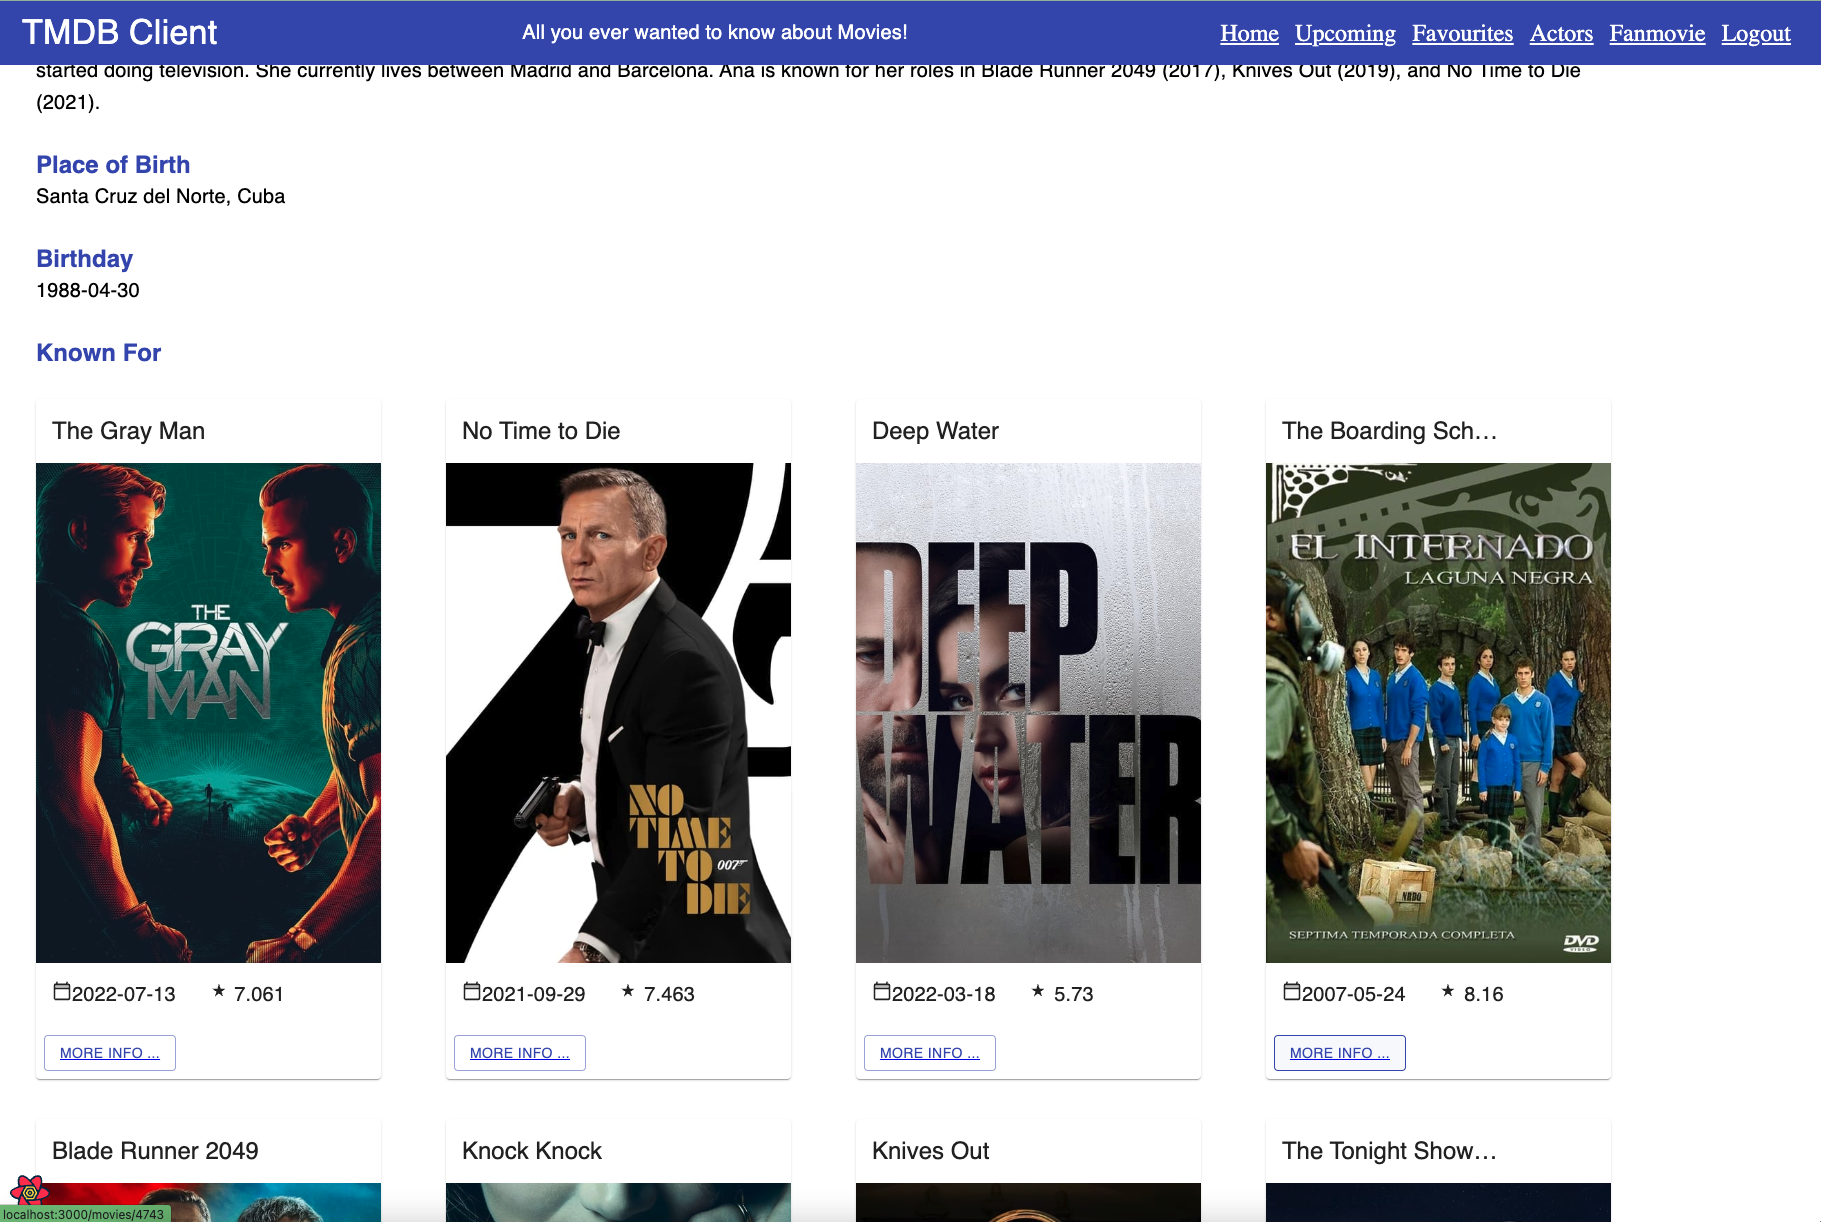 TMDB Client
All you ever wanted to know about Movies!
Home Upcoming Favourites Actors Fanmovie Logout
started doing television. She currently lives between Madrid and Barcelona. Ana is known for her roles in Blade Runner 2049 (2017), Knives Out (2019), and No Time to Die
(2021).
Place of Birth
Santa Cruz del Norte, Cuba
Birthday
1988-04-30
Known For
The Gray Man
THE
GRAY
MAN
2022-07-13 ★ 7.061
MORE INFO ...
No Time to Die
NO
TIME
TO 007
DIE
2021-09-29 ★ 7.463
MORE INFO ...
Deep Water
DEEP
WATER
2022-03-18 ★ 5.73
MORE INFO ...
The Boarding Sch…
EL INTERNADO
LAGUNA NEGRA
NRDQ
SEPTIMA TEMPORADA COMPLETA
DVD
VIDEO
2007-05-24 ★ 8.16
MORE INFO ...
Blade Runner 2049
Knock Knock
Knives Out
The Tonight Show…
localhost:3000/movies/4743